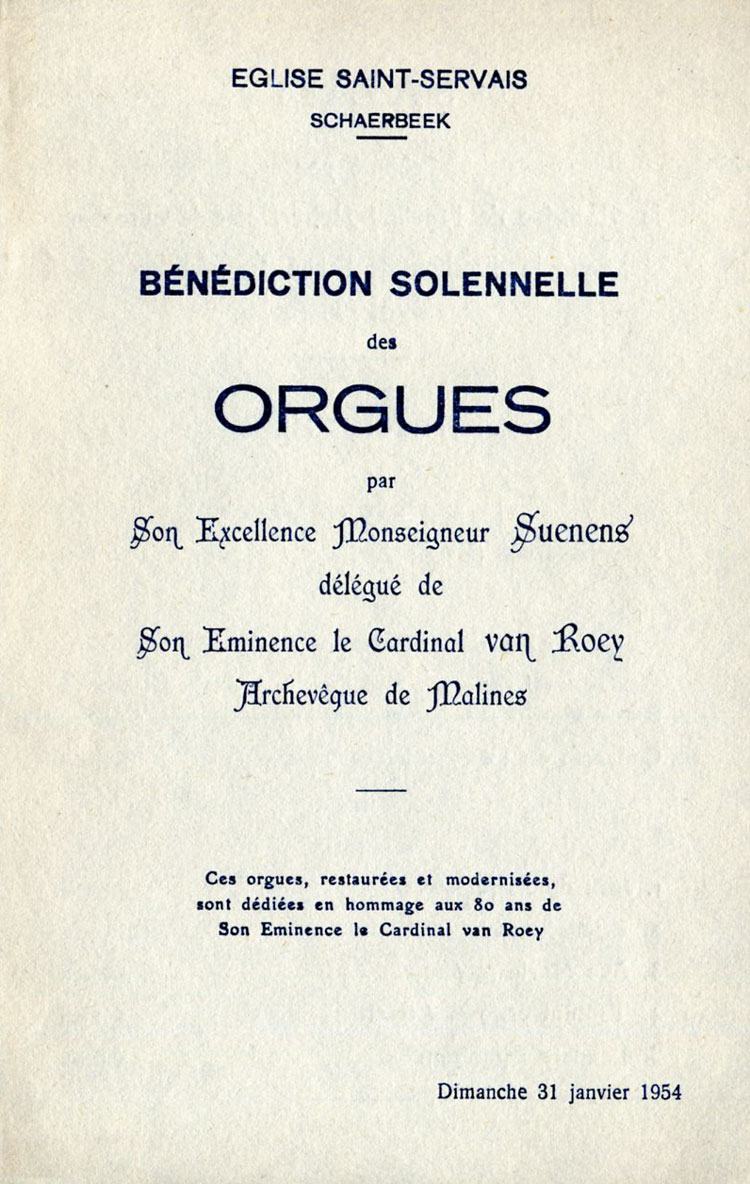 EGLISE SAINT-SERVAIS
SCHAERBEEK
BÉNÉDICTION SOLENNELLE
des
ORGUES
par
Son Excellence Monseigneur Suenens
délégué de
Son Eminence le Cardinal van Roey
Archevêque de Malines
Ces orgues, restaurées et modernisées,
sont dédiées en hommage aux 80 ans de
Son Eminence le Cardinal van Roey
Dimanche 31 janvier 1954